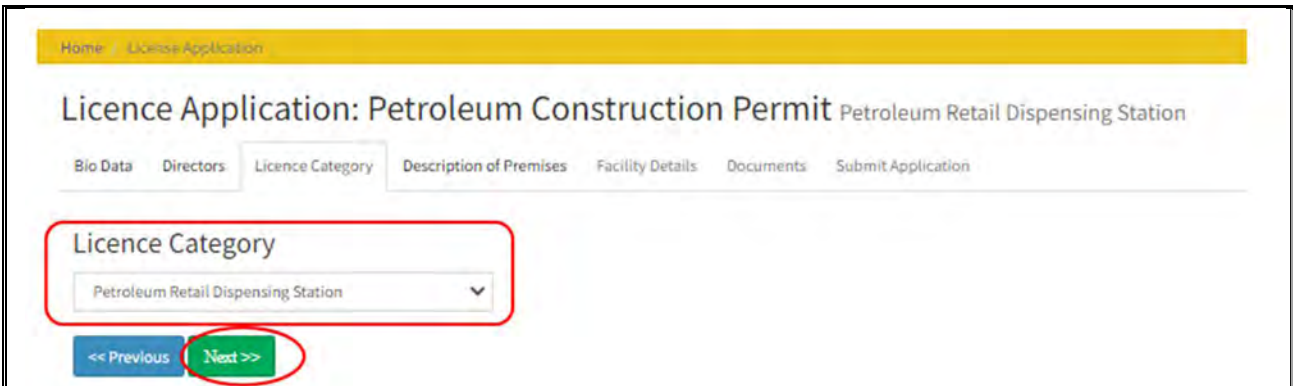 Home / License Application
Licence Application: Petroleum Construction Permit Petroleum Retail Dispensing Station
Bio Data Directors Licence Category Description of Premises Facility Details Documents Submit Application
Licence Category
Petroleum Retail Dispensing Station
<< Previous Next >>